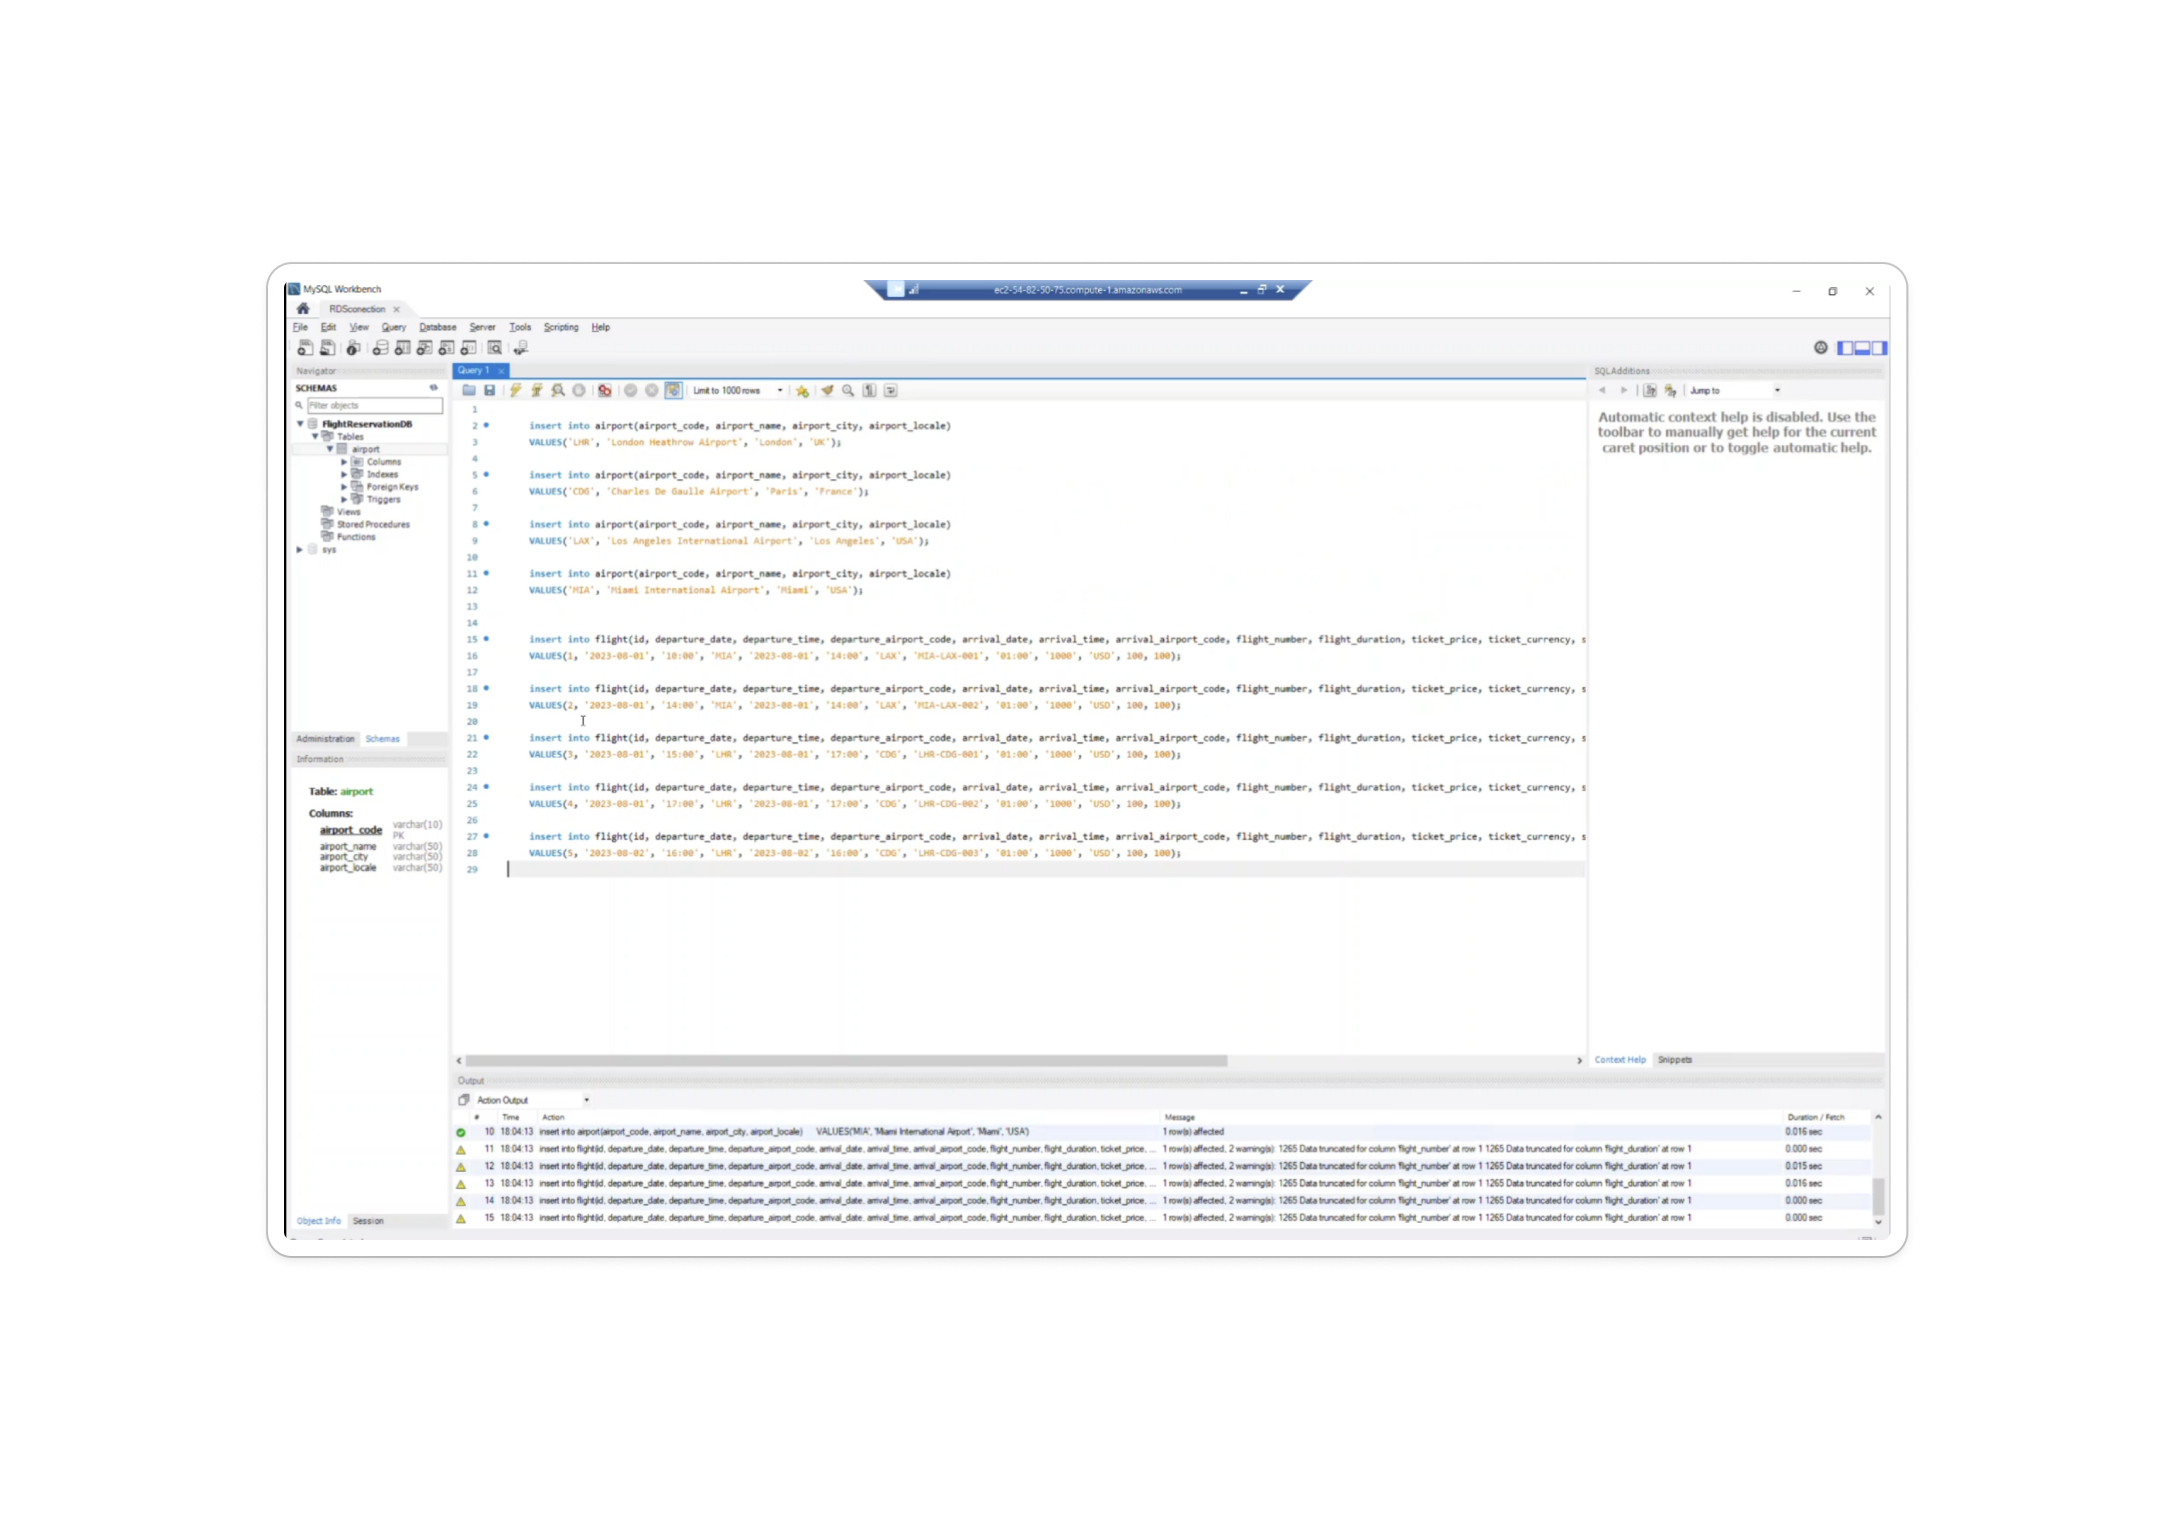 MySQL Workbench
ec2-54-82-50-75.compute-1.amazonaws.com
RDSconection
File Edit View Query Database Server Tools Scripting Help
Navigator
SCHEMAS
Filter objects
FlightReservationDB
Tables
airport
Columns
Indexes
Foreign Keys
Triggers
Views
Stored Procedures
Functions
sys
Administration Schemas
Information
Table: airport
Columns:
airport_code varchar(10) PK
airport_name varchar(50)
airport_city varchar(50)
airport_locale varchar(50)
Object Info Session
Query 1
Limit to 1000 rows
1
2 insert into airport(airport_code, airport_name, airport_city, airport_locale)
3 VALUES('LHR', 'London Heathrow Airport', 'London', 'UK');
4
5 insert into airport(airport_code, airport_name, airport_city, airport_locale)
6 VALUES('CDG', 'Charles De Gaulle Airport', 'Paris', 'France');
7
8 insert into airport(airport_code, airport_name, airport_city, airport_locale)
9 VALUES('LAX', 'Los Angeles International Airport', 'Los Angeles', 'USA');
10
11 insert into airport(airport_code, airport_name, airport_city, airport_locale)
12 VALUES('MIA', 'Miami International Airport', 'Miami', 'USA');
13
14
15 insert into flight(id, departure_date, departure_time, departure_airport_code, arrival_date, arrival_time, arrival_airport_code, flight_number, flight_duration, ticket_price, ticket_currency, s
16 VALUES(1, '2023-08-01', '10:00', 'MIA', '2023-08-01', '14:00', 'LAX', 'MIA-LAX-001', '01:00', '1000', 'USD', 100, 100);
17
18 insert into flight(id, departure_date, departure_time, departure_airport_code, arrival_date, arrival_time, arrival_airport_code, flight_number, flight_duration, ticket_price, ticket_currency, s
19 VALUES(2, '2023-08-01', '14:00', 'MIA', '2023-08-01', '14:00', 'LAX', 'MIA-LAX-002', '01:00', '1000', 'USD', 100, 100);
20
21 insert into flight(id, departure_date, departure_time, departure_airport_code, arrival_date, arrival_time, arrival_airport_code, flight_number, flight_duration, ticket_price, ticket_currency, s
22 VALUES(3, '2023-08-01', '15:00', 'LHR', '2023-08-01', '17:00', 'CDG', 'LHR-CDG-001', '01:00', '1000', 'USD', 100, 100);
23
24 insert into flight(id, departure_date, departure_time, departure_airport_code, arrival_date, arrival_time, arrival_airport_code, flight_number, flight_duration, ticket_price, ticket_currency, s
25 VALUES(4, '2023-08-01', '17:00', 'LHR', '2023-08-01', '17:00', 'CDG', 'LHR-CDG-002', '01:00', '1000', 'USD', 100, 100);
26
27 insert into flight(id, departure_date, departure_time, departure_airport_code, arrival_date, arrival_time, arrival_airport_code, flight_number, flight_duration, ticket_price, ticket_currency, s
28 VALUES(5, '2023-08-02', '16:00', 'LHR', '2023-08-02', '16:00', 'CDG', 'LHR-CDG-003', '01:00', '1000', 'USD', 100, 100);
29
SQLAdditions
Jump to
Automatic context help is disabled. Use the
toolbar to manually get help for the current
caret position or to toggle automatic help.
Context Help Snippets
Output
Action Output
# Time Action Message Duration / Fetch
10 18:04:13 insert into airport(airport_code, airport_name, airport_city, airport_locale) VALUES('MIA', 'Miami International Airport', 'Miami', 'USA') 1 row(s) affected 0.016 sec
11 18:04:13 insert into flight(id, departure_date, departure_time, departure_airport_code, arrival_date, arrival_time, arrival_airport_code, flight_number, flight_duration, ticket_price, ... 1 row(s) affected, 2 warning(s): 1265 Data truncated for column 'flight_number' at row 1 1265 Data truncated for column 'flight_duration' at row 1 0.000 sec
12 18:04:13 insert into flight(id, departure_date, departure_time, departure_airport_code, arrival_date, arrival_time, arrival_airport_code, flight_number, flight_duration, ticket_price, ... 1 row(s) affected, 2 warning(s): 1265 Data truncated for column 'flight_number' at row 1 1265 Data truncated for column 'flight_duration' at row 1 0.015 sec
13 18:04:13 insert into flight(id, departure_date, departure_time, departure_airport_code, arrival_date, arrival_time, arrival_airport_code, flight_number, flight_duration, ticket_price, ... 1 row(s) affected, 2 warning(s): 1265 Data truncated for column 'flight_number' at row 1 1265 Data truncated for column 'flight_duration' at row 1 0.016 sec
14 18:04:13 insert into flight(id, departure_date, departure_time, departure_airport_code, arrival_date, arrival_time, arrival_airport_code, flight_number, flight_duration, ticket_price, ... 1 row(s) affected, 2 warning(s): 1265 Data truncated for column 'flight_number' at row 1 1265 Data truncated for column 'flight_duration' at row 1 0.000 sec
15 18:04:13 insert into flight(id, departure_date, departure_time, departure_airport_code, arrival_date, arrival_time, arrival_airport_code, flight_number, flight_duration, ticket_price, ... 1 row(s) affected, 2 warning(s): 1265 Data truncated for column 'flight_number' at row 1 1265 Data truncated for column 'flight_duration' at row 1 0.000 sec